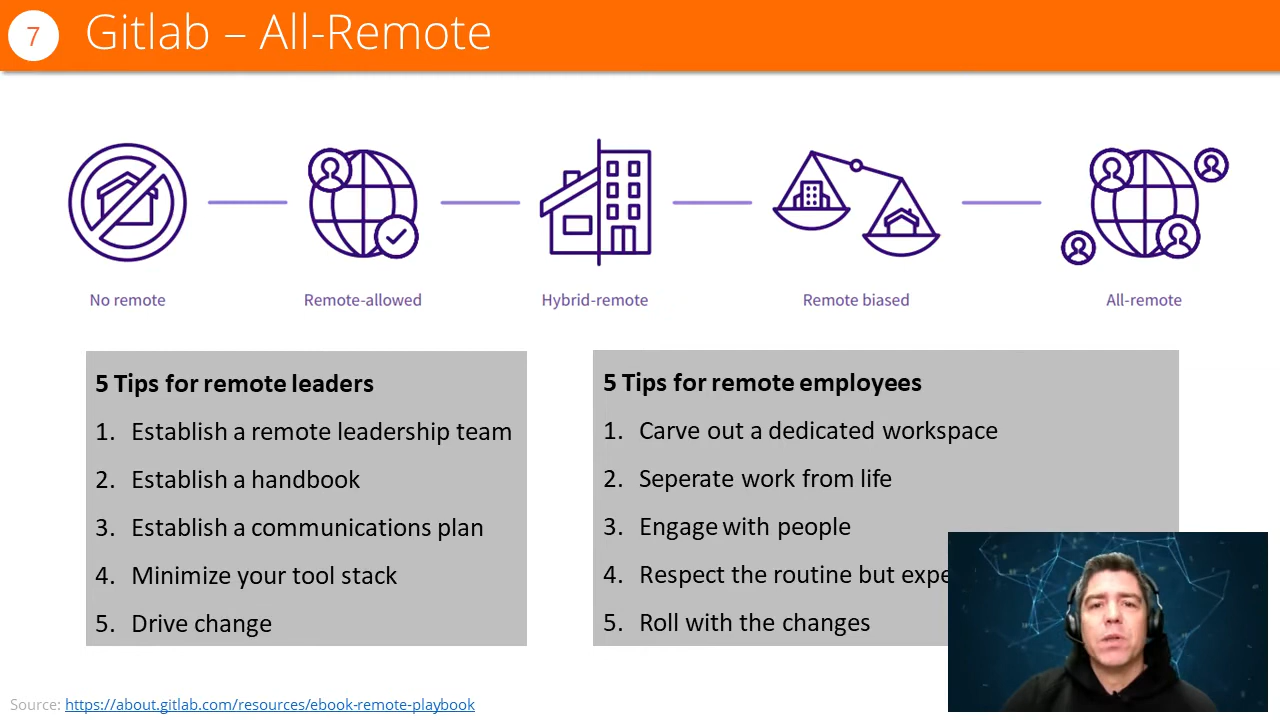 7
Gitlab – All-Remote
No remote
Remote-allowed
Hybrid-remote
Remote biased
All-remote
5 Tips for remote leaders
1. Establish a remote leadership team
2. Establish a handbook
3. Establish a communications plan
4. Minimize your tool stack
5. Drive change
5 Tips for remote employees
1. Carve out a dedicated workspace
2. Seperate work from life
3. Engage with people
4. Respect the routine but
5. Roll with the changes
Source: https://about.gitlab.com/resources/ebook-remote-playbook